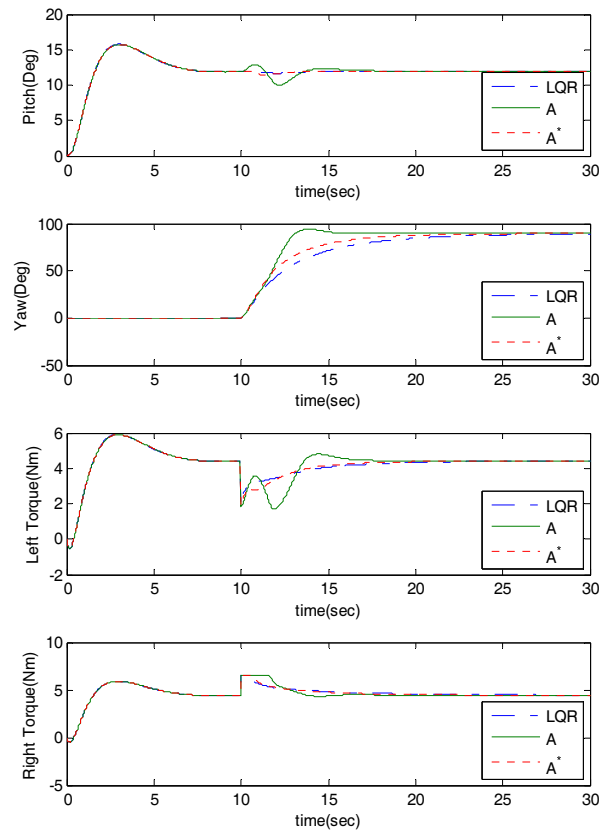 15
10
5
0
Pitch(Deg)
LQR
A
A*
0 5 10 15 20 25 30
time(sec)
100
50
0
-50
Yaw(Deg)
LQR
A
A*
0 5 10 15 20 25 30
time(sec)
6
4
2
0
-2
Left Torque(Nm)
LQR
A
A*
0 5 10 15 20 25 30
time(sec)
10
5
0
-5
Right Torque(Nm)
LQR
A
A*
0 5 10 15 20 25 30
time(sec)